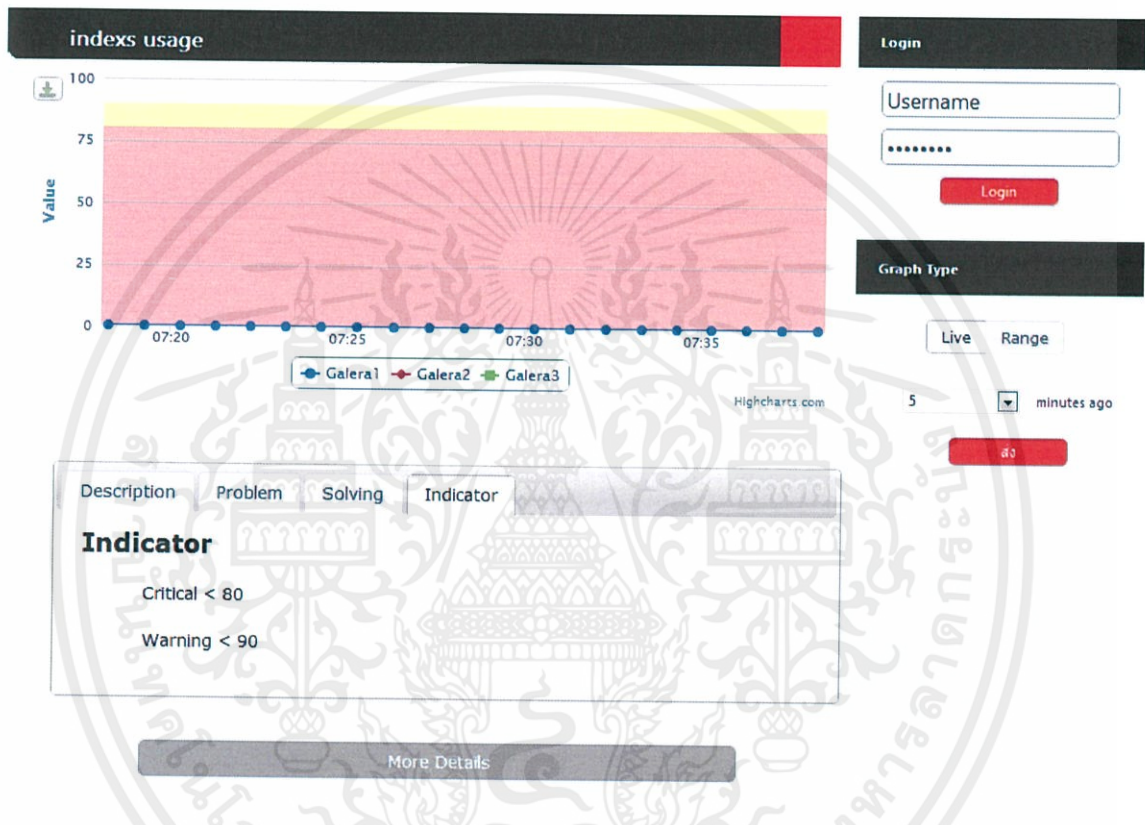 indexs usage
100
75
50
25
0
Value
07:20
07:25
07:30
07:35
Galera1
Galera2
Galera3
Highcharts.com
Description
Problem
Solving
Indicator
Indicator
Critical < 80
Warning < 90
More Details
Login
Username
••••••••
Login
Graph Type
Live
Range
5
minutes ago
ส่ง